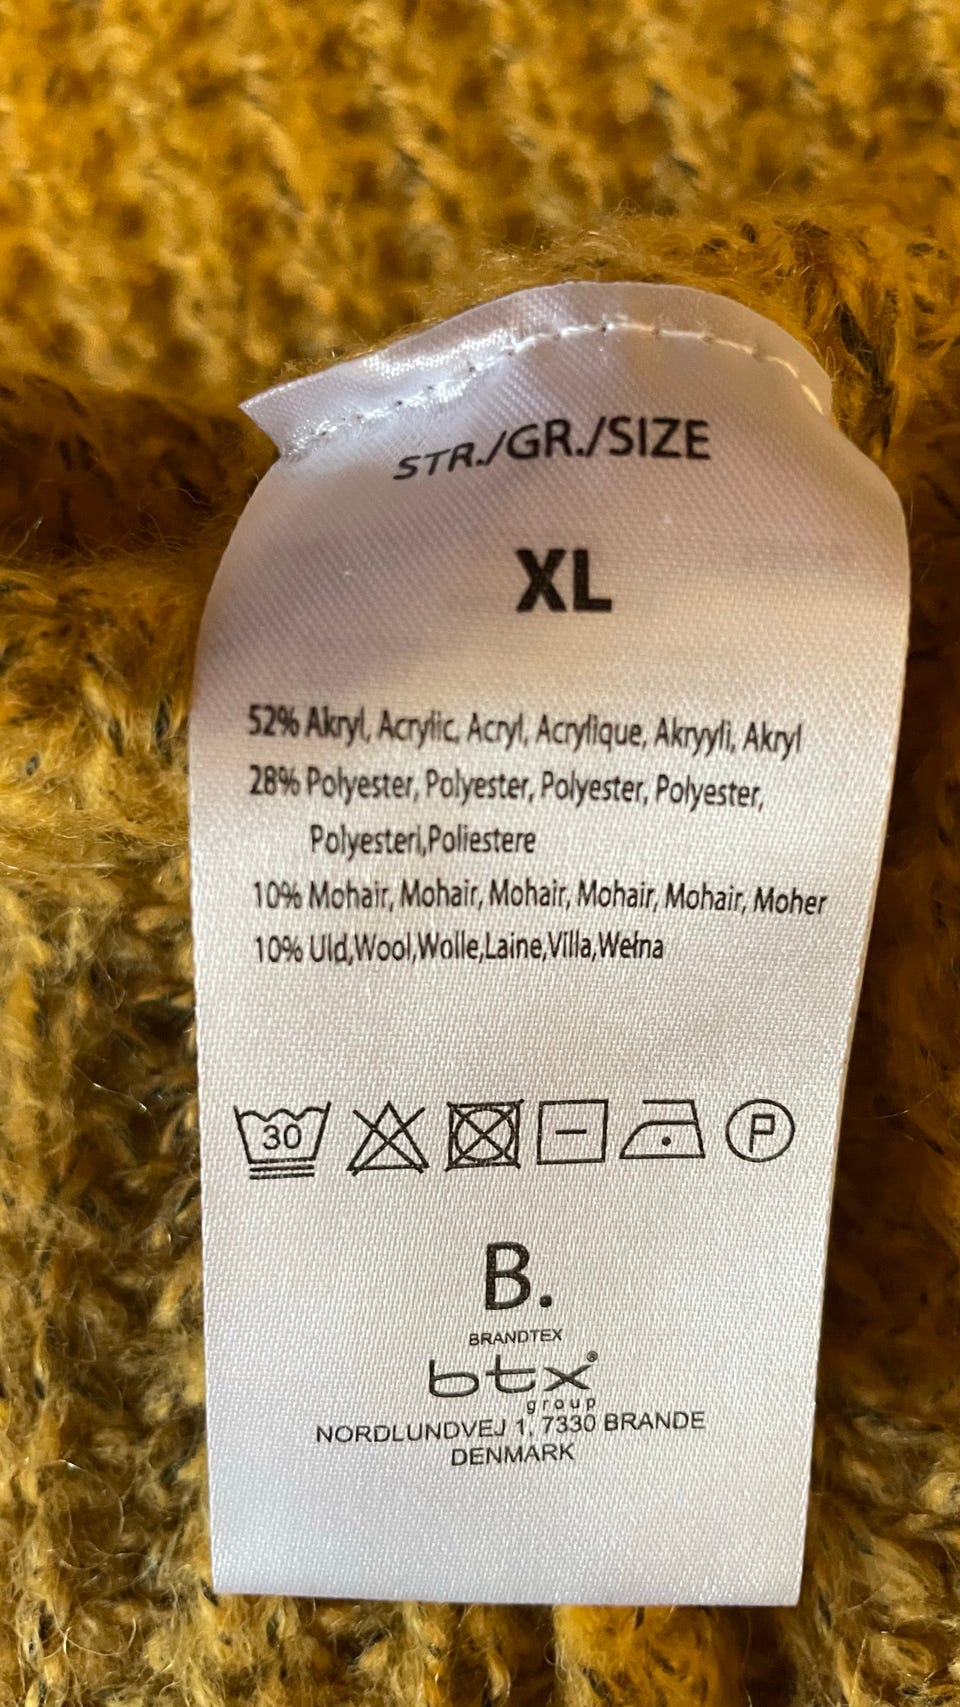 STR./GR./SIZE
XL
52% Akryl, Acrylic, Acryl, Acrylique, Akryyli, Akryl
28% Polyester, Polyester, Polyester, Polyester,
Polyesteri,Poliestere
10% Mohair, Mohair, Mohair, Mohair, Mohair, Moher
10% Uld,Wool,Wolle,Laine,Villa,Wełna
30
P
B.
BRANDTEX
btx®
group
NORDLUNDVEJ 1, 7330 BRANDE
DENMARK